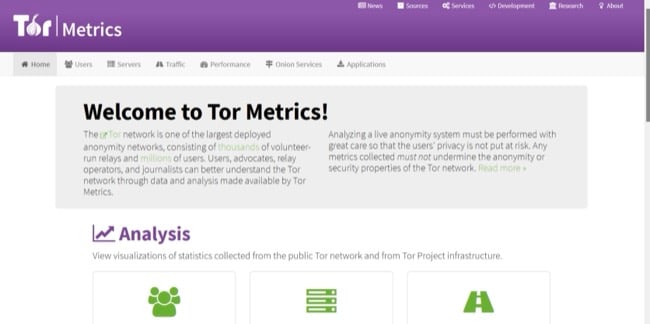 News Sources Services Development Research About
Tor Metrics
Home Users Servers Traffic Performance Onion Services Applications
Welcome to Tor Metrics!
The Tor network is one of the largest deployed
anonymity networks, consisting of thousands of volunteer-
run relays and millions of users. Users, advocates, relay
operators, and journalists can better understand the Tor
network through data and analysis made available by Tor
Metrics.
Analyzing a live anonymity system must be performed with
great care so that the users' privacy is not put at risk. Any
metrics collected must not undermine the anonymity or
security properties of the Tor network. Read more »
Analysis
View visualizations of statistics collected from the public Tor network and from Tor Project infrastructure.